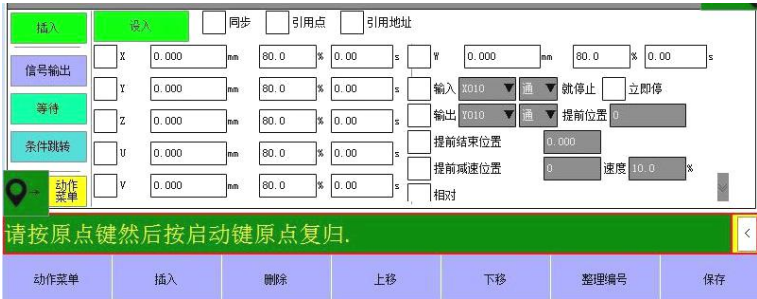 插入 设入 同步 引用点 引用地址
X 0.000 mm 80.0 % 0.00 s W 0.000 mm 80.0 % 0.00 s
信号输出
Y 0.000 mm 80.0 % 0.00 s 输入 X010 通 就停止 立即停
等待
Z 0.000 mm 80.0 % 0.00 s 输出 Y010 通 提前位置 0
条件跳转
U 0.000 mm 80.0 % 0.00 s 提前结束位置 0.000
提前减速位置 0 速度 10.0 %
动作菜单
V 0.000 mm 80.0 % 0.00 s 相对
请按原点键然后按启动键原点复归.
动作菜单 插入 删除 上移 下移 整理编号 保存